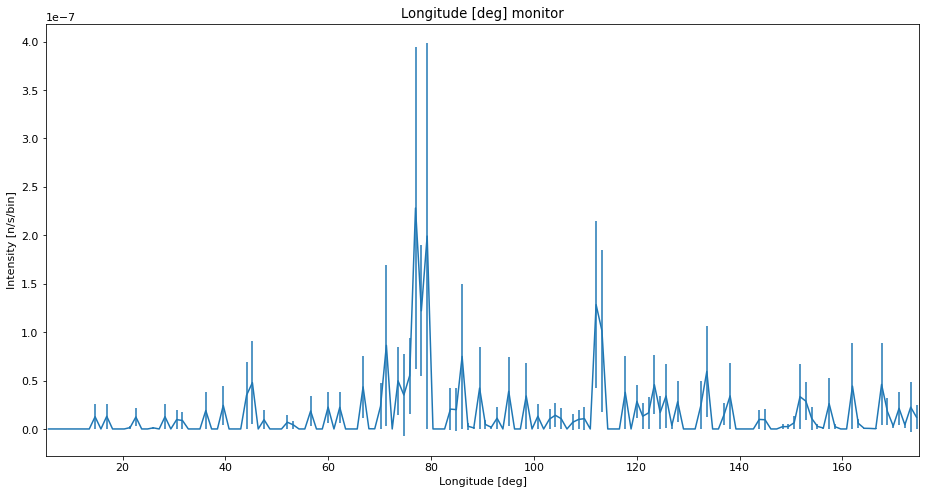 Longitude [deg] monitor
1e−7
4.0
3.5
3.0
2.5
2.0
1.5
1.0
0.5
0.0
Intensity [n/s/bin]
20 40 60 80 100 120 140 160
Longitude [deg]